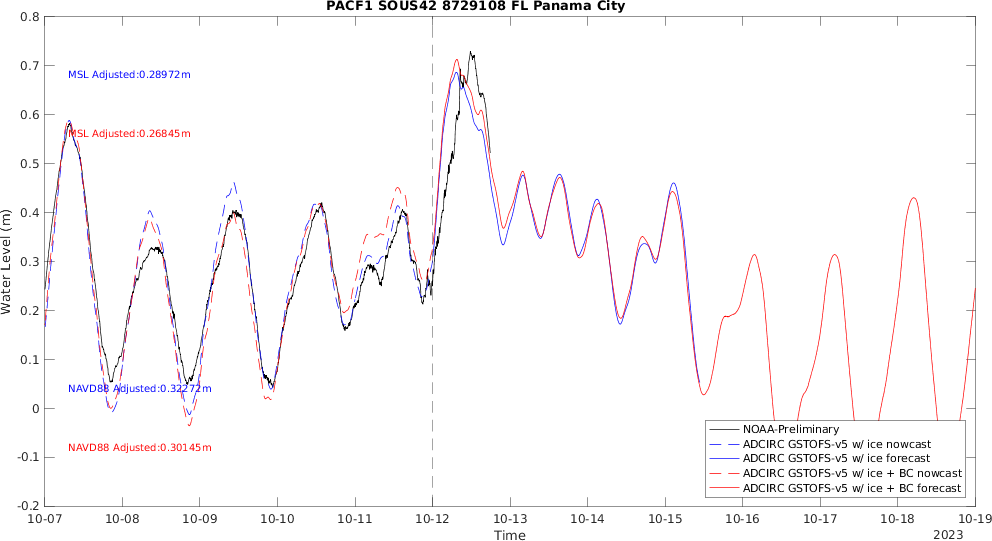 PACF1 SOUS42 8729108 FL Panama City
0.8
0.7
0.6
0.5
0.4
0.3
0.2
0.1
0
-0.1
-0.2
Water Level (m)
MSL Adjusted:0.28972m
MSL Adjusted:0.26845m
NAVD88 Adjusted:0.32272m
NAVD88 Adjusted:0.30145m
NOAA-Preliminary
ADCIRC GSTOFS-v5 w/ ice nowcast
ADCIRC GSTOFS-v5 w/ ice forecast
ADCIRC GSTOFS-v5 w/ ice + BC nowcast
ADCIRC GSTOFS-v5 w/ ice + BC forecast
10-07 10-08 10-09 10-10 10-11 10-12 10-13 10-14 10-15 10-16 10-17 10-18 10-19
Time
2023